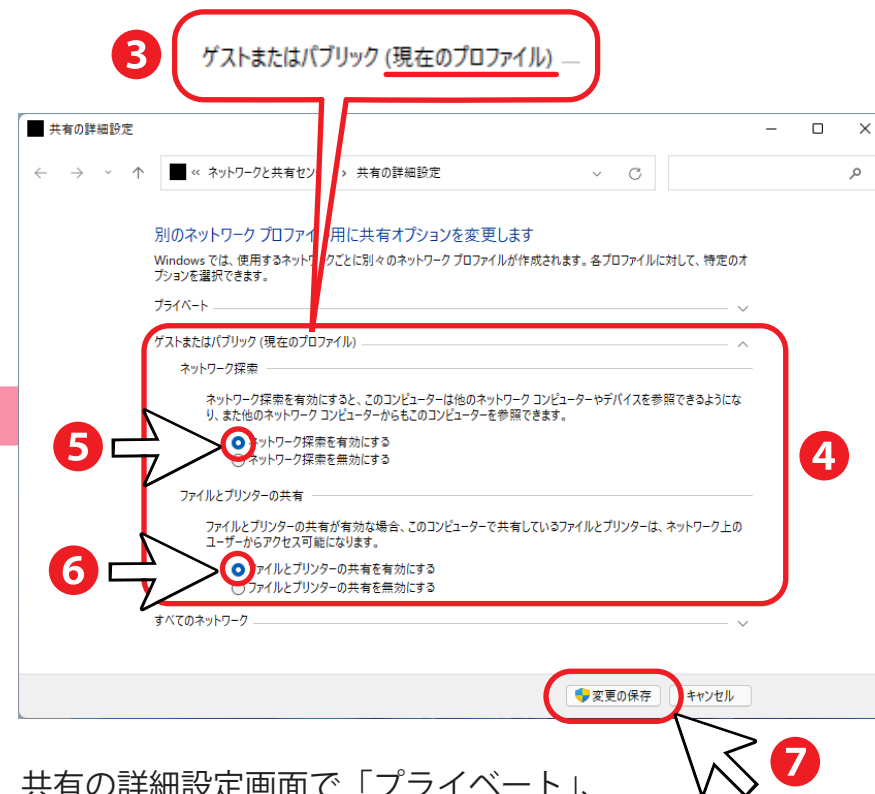 3
ゲストまたはパブリック (現在のプロファイル)
共有の詳細設定
« ネットワークと共有セン › 共有の詳細設定
別のネットワーク プロファイ 用に共有オプションを変更します
Windows では、使用するネットワークごとに別々のネットワーク プロファイルが作成されます。各プロファイルに対して、特定のオ
プションを選択できます。
プライベート
ゲストまたはパブリック (現在のプロファイル)
ネットワーク探索
ネットワーク探索を有効にすると、このコンピューターは他のネットワーク コンピューターやデバイスを参照できるようにな
り、また他のネットワーク コンピューターからもこのコンピューターを参照できます。
5
ネットワーク探索を有効にする
ネットワーク探索を無効にする
4
ファイルとプリンターの共有
ファイルとプリンターの共有が有効な場合、このコンピューターで共有しているファイルとプリンターは、ネットワーク上の
ユーザーからアクセス可能になります。
6
ファイルとプリンターの共有を有効にする
ファイルとプリンターの共有を無効にする
すべてのネットワーク
変更の保存 キャンセル
7
共有の詳細設定画面で「プライベート」、